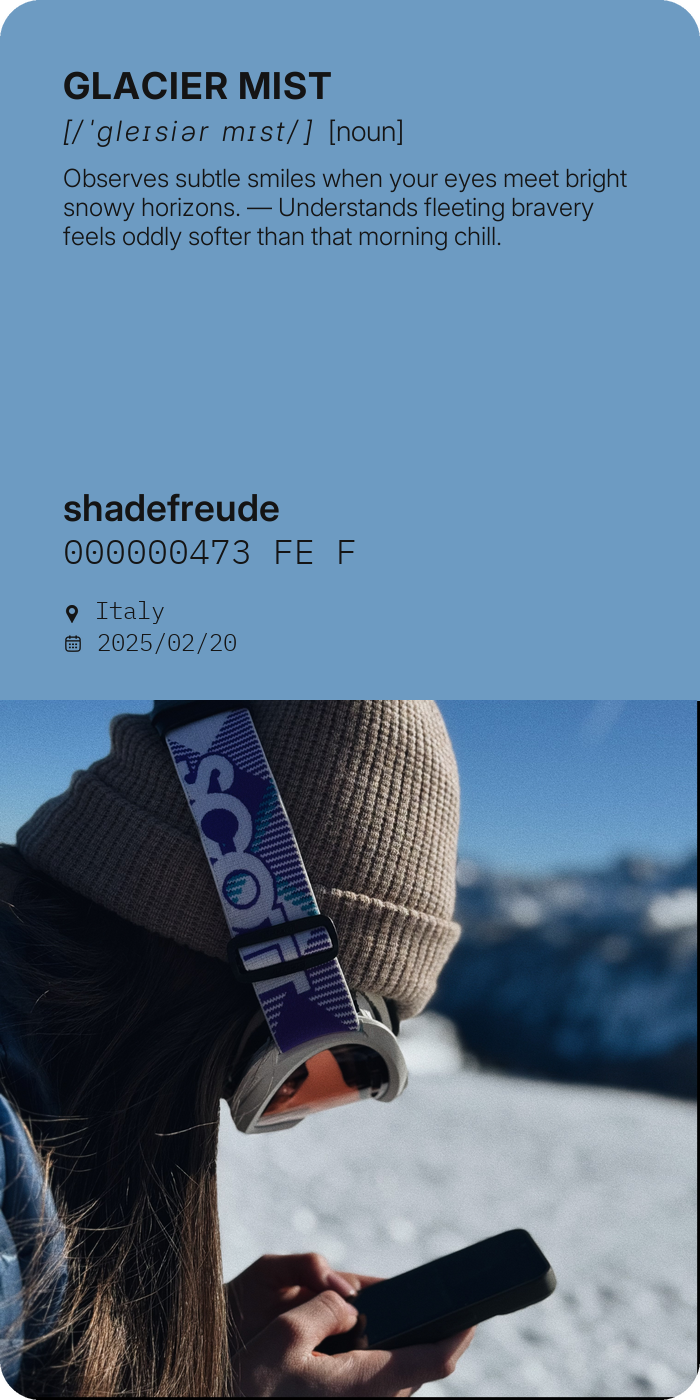 GLACIER MIST
[/ˈgleɪsiər mɪst/] [noun]
Observes subtle smiles when your eyes meet bright
snowy horizons. — Understands fleeting bravery
feels oddly softer than that morning chill.
shadefreude
000000473 FE F
Italy
2025/02/20
SCOTT